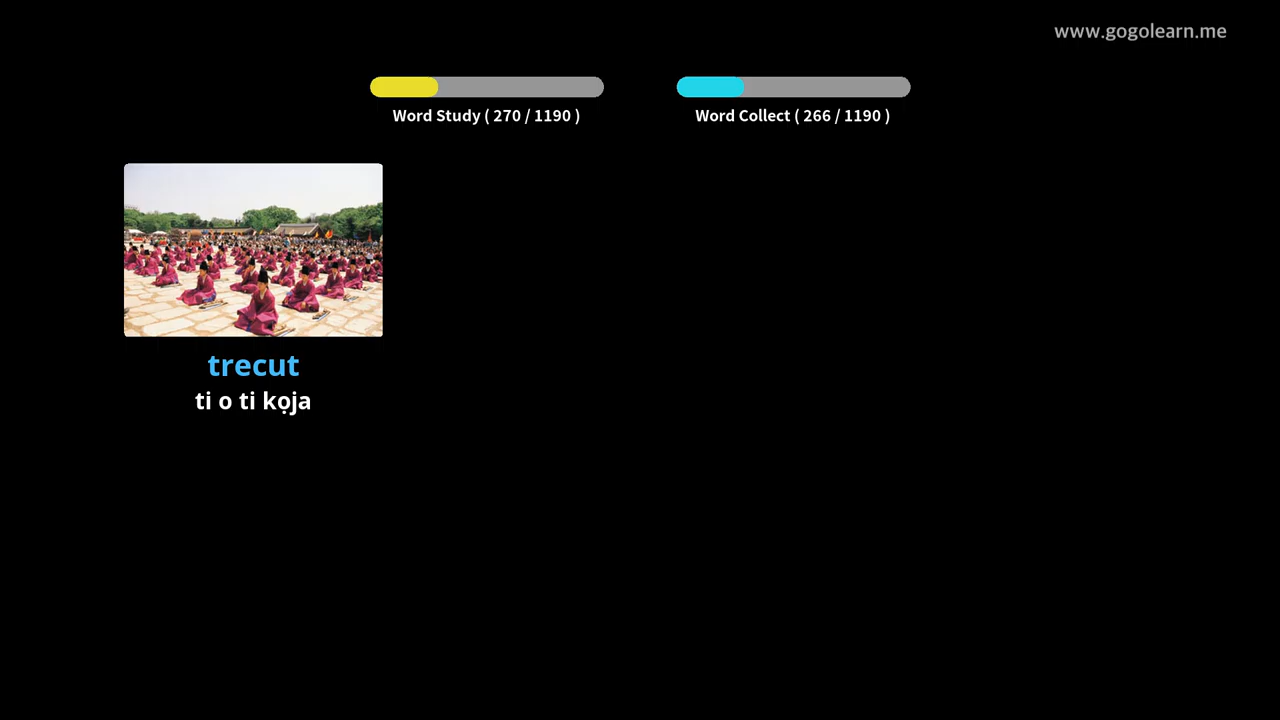 www.gogolearn.me
Word Study ( 270 / 1190 )
Word Collect ( 266 / 1190 )
trecut
ti o ti kọja